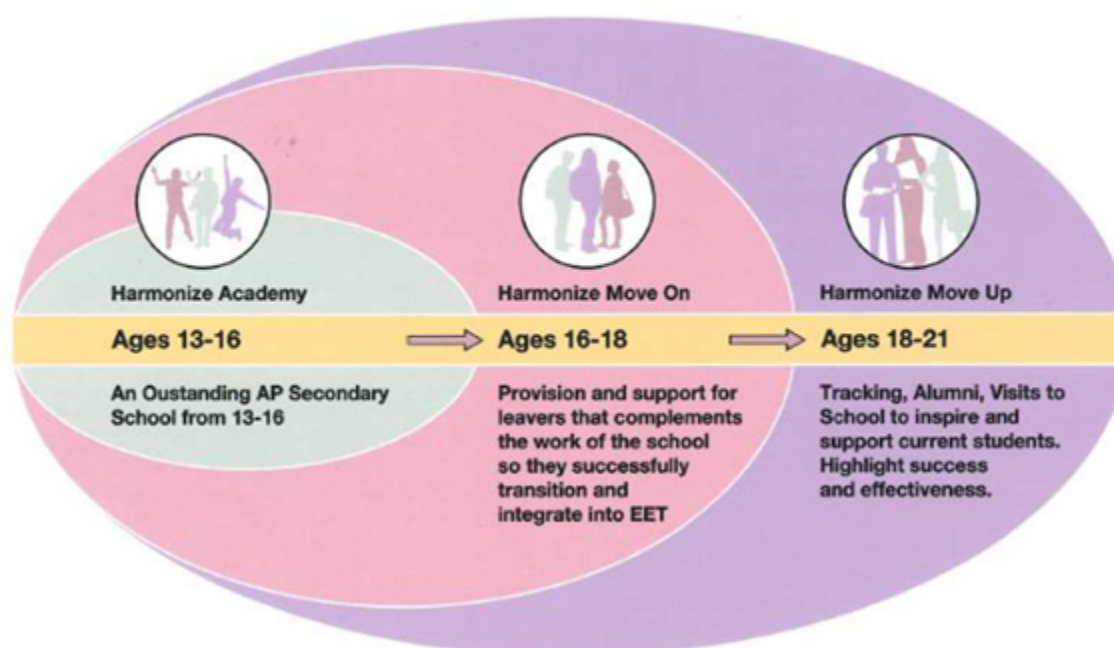 Harmonize Academy
Ages 13-16
An Oustanding AP Secondary
School from 13-16
Harmonize Move On
Ages 16-18
Provision and support for
leavers that complements
the work of the school
so they successfully
transition and
integrate into EET
Harmonize Move Up
Ages 18-21
Tracking, Alumni, Visits to
School to inspire and
support current students.
Highlight success
and effectiveness.